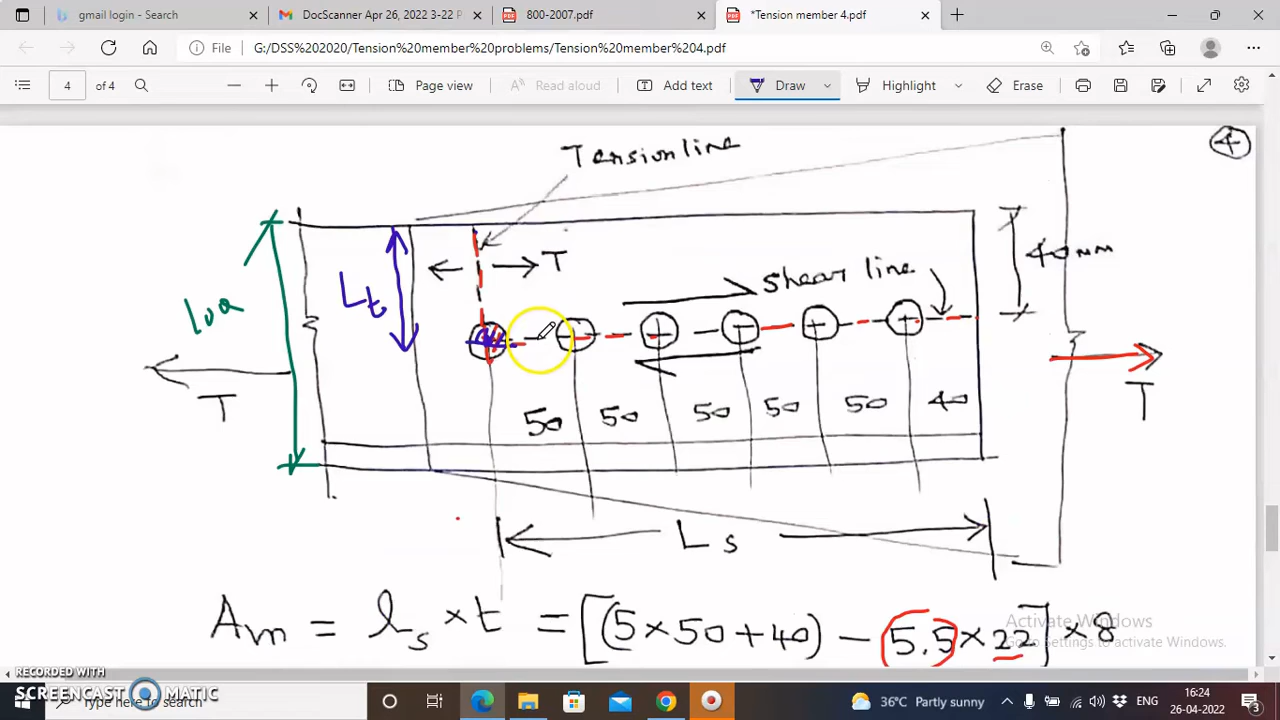 gmail login - Search
DocScanner Apr 26, 2022 3-22 P
800-2007.pdf
*Tension member 4.pdf
File
G:/DSS%202020/Tension%20member%20problems/Tension%20member%204.pdf
4 of 4
Page view
Read aloud
Add text
Draw
Highlight
Erase
4
Tension line
T
Lt
40mm
shear line
T
T
50 50 50 50 50 40
Ls
Avn = ls × t = [(5×50+40) - 5.5×22] × 8
Activate Windows
Go to Settings to activate Windows.
RECORDED WITH
SCREENCAST MATIC
Type here to search
36°C Partly sunny
ENG
16:24
26-04-2022
3